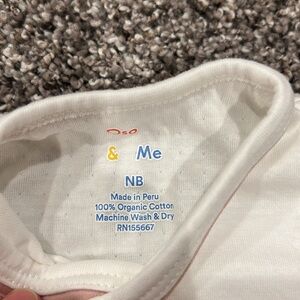 & Me
NB
Made in Peru
100% Organic Cotton
Machine Wash & Dry
RN155667